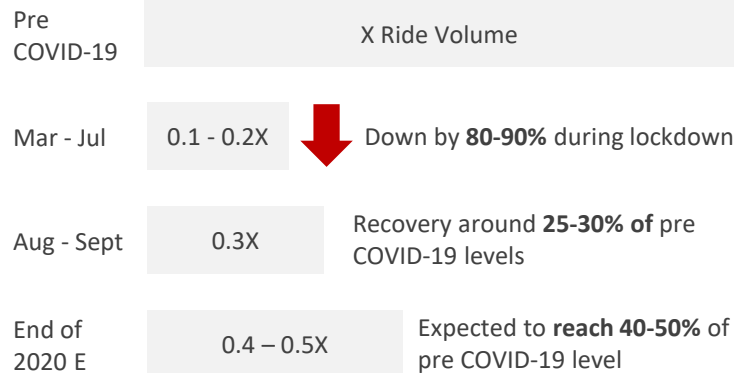 Pre
COVID-19
X Ride Volume
Mar - Jul
0.1 - 0.2X
Down by 80-90% during lockdown
Aug - Sept
0.3X
Recovery around 25-30% of pre
COVID-19 levels
End of
2020 E
0.4 – 0.5X
Expected to reach 40-50% of
pre COVID-19 level